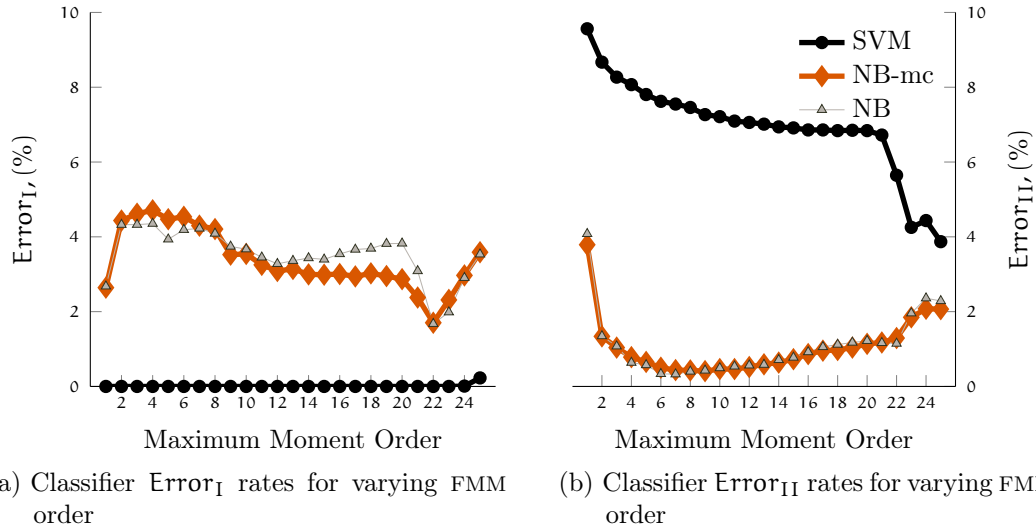 10
8
6
4
2
0
Error_I, (%)
2 4 6 8 10 12 14 16 18 20 22 24
Maximum Moment Order
a) Classifier Error_I rates for varying FMM
order
SVM
NB-mc
NB
10
8
6
4
2
0
Error_II, (%)
2 4 6 8 10 12 14 16 18 20 22 24
Maximum Moment Order
(b) Classifier Error_II rates for varying FM
order